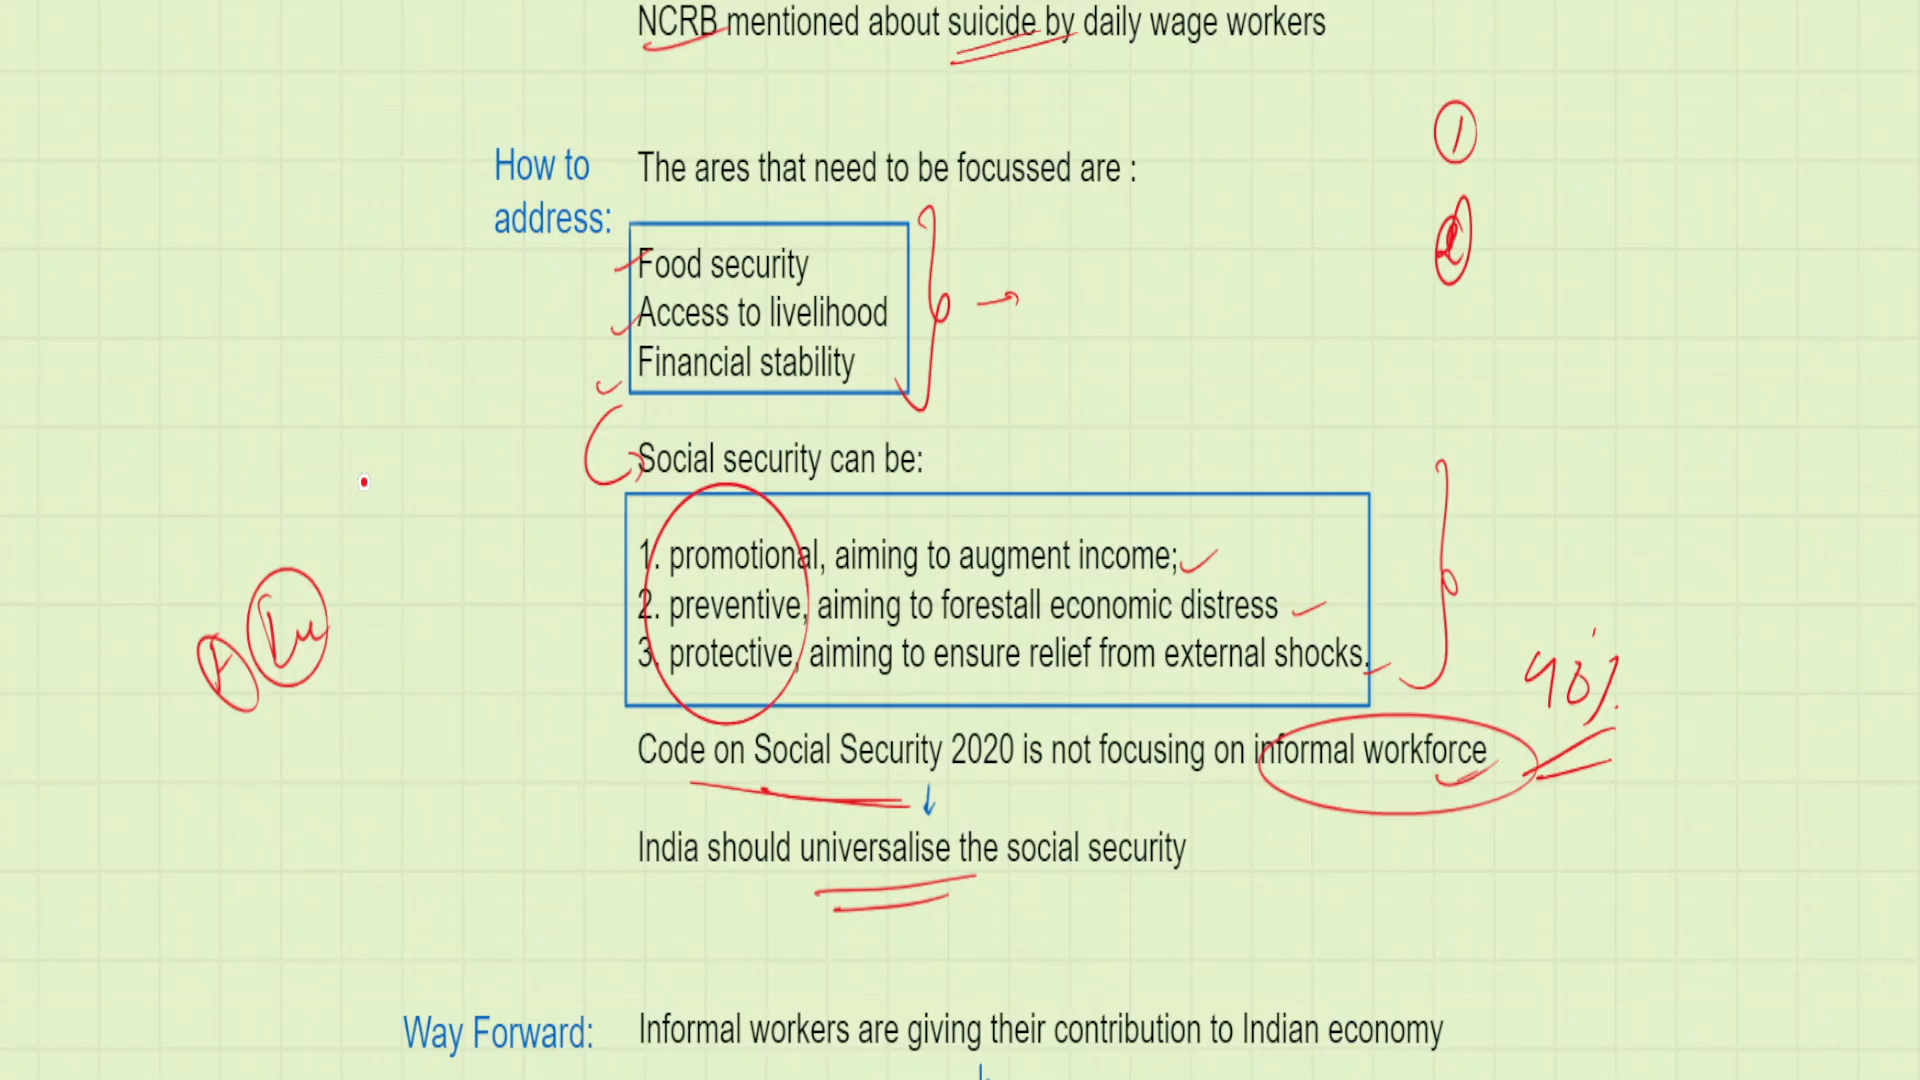 NCRB mentioned about suicide by daily wage workers
How to address:
The ares that need to be focussed are :
Food security
Access to livelihood
Financial stability
Social security can be:
1. promotional, aiming to augment income;
2. preventive, aiming to forestall economic distress
3. protective, aiming to ensure relief from external shocks.
Code on Social Security 2020 is not focusing on informal workforce
India should universalise the social security
Way Forward:
Informal workers are giving their contribution to Indian economy
1
2